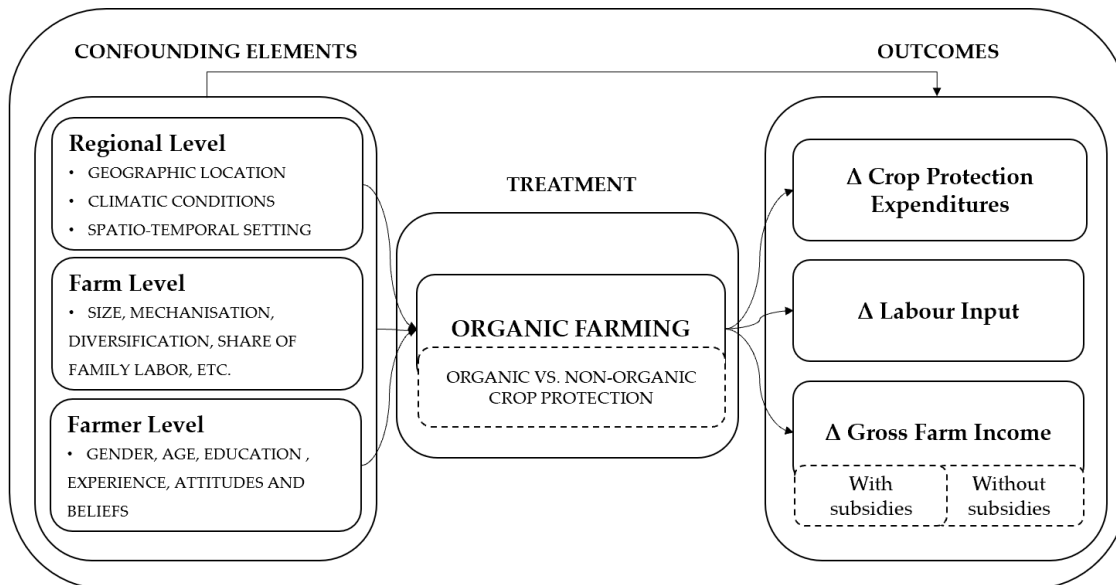 CONFOUNDING ELEMENTS
Regional Level
• GEOGRAPHIC LOCATION
• CLIMATIC CONDITIONS
• SPATIO-TEMPORAL SETTING
Farm Level
• SIZE, MECHANISATION,
DIVERSIFICATION, SHARE OF
FAMILY LABOR, ETC.
Farmer Level
• GENDER, AGE, EDUCATION ,
EXPERIENCE, ATTITUDES AND
BELIEFS
TREATMENT
ORGANIC FARMING
ORGANIC VS. NON-ORGANIC
CROP PROTECTION
OUTCOMES
Δ Crop Protection
Expenditures
Δ Labour Input
Δ Gross Farm Income
With
subsidies
Without
subsidies